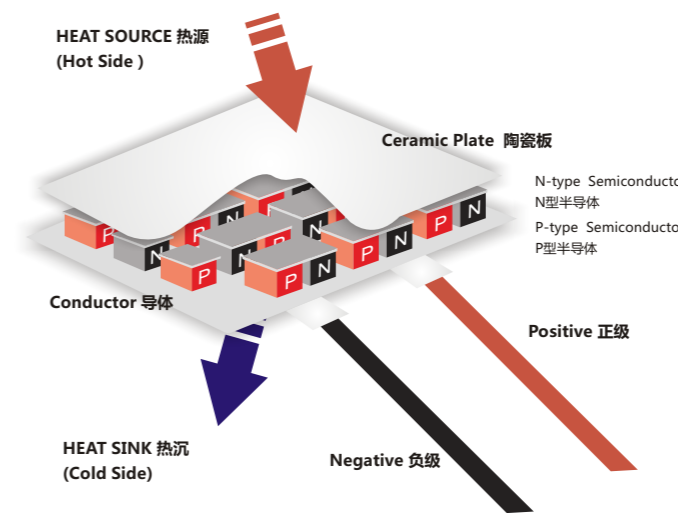 HEAT SOURCE 热源
(Hot Side )
Ceramic Plate 陶瓷板
N-type Semiconducto
N型半导体
P-type Semiconducto
P型半导体
P
N
P
N
P
N
P
N
P
N
P
N
P
Conductor 导体
Positive 正级
HEAT SINK 热沉
(Cold Side)
Negative 负级